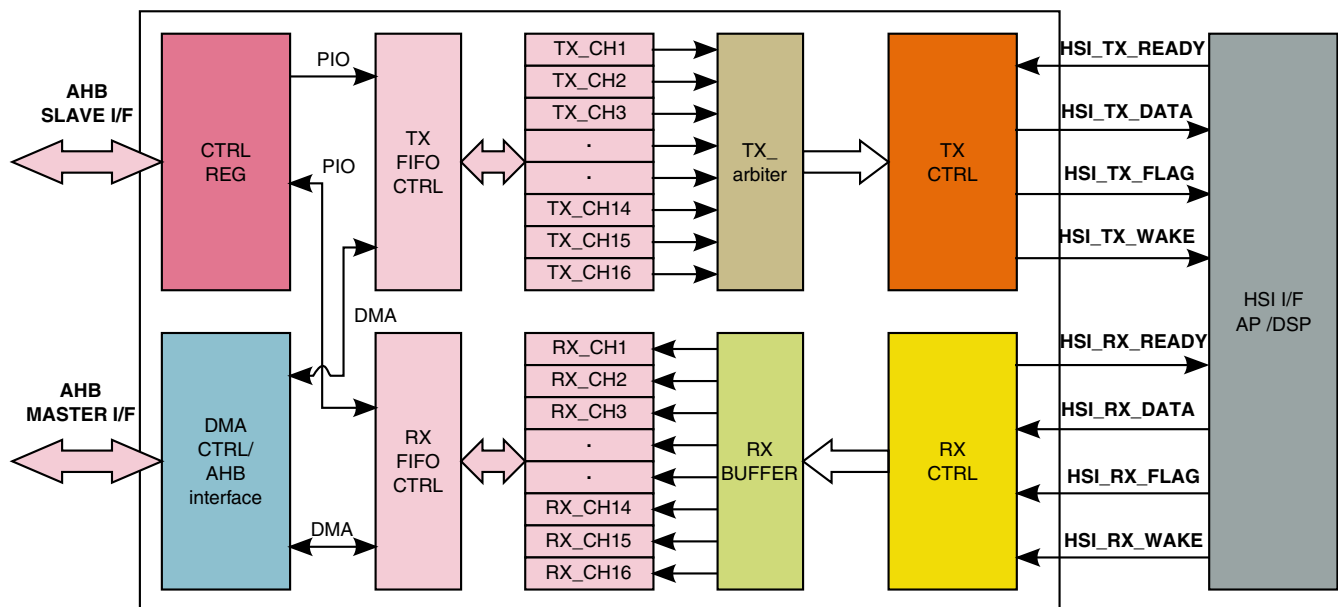 AHB
SLAVE I/F
CTRL
REG
PIO
PIO
TX
FIFO
CTRL
TX_CH1
TX_CH2
TX_CH3
.
.
TX_CH14
TX_CH15
TX_CH16
TX_
arbiter
TX
CTRL
HSI_TX_READY
HSI_TX_DATA
HSI_TX_FLAG
HSI_TX_WAKE
HSI I/F
AP /DSP
AHB
MASTER I/F
DMA
CTRL/
AHB
interface
DMA
DMA
RX
FIFO
CTRL
RX_CH1
RX_CH2
RX_CH3
.
.
RX_CH14
RX_CH15
RX_CH16
RX
BUFFER
RX
CTRL
HSI_RX_READY
HSI_RX_DATA
HSI_RX_FLAG
HSI_RX_WAKE